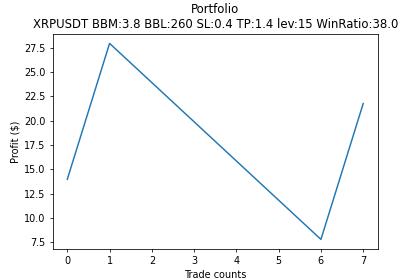 Portfolio
XRPUSDT BBM:3.8 BBL:260 SL:0.4 TP:1.4 lev:15 WinRatio:38.0
27.5
25.0
22.5
20.0
17.5
15.0
12.5
10.0
7.5
Profit ($)
0 1 2 3 4 5 6 7
Trade counts